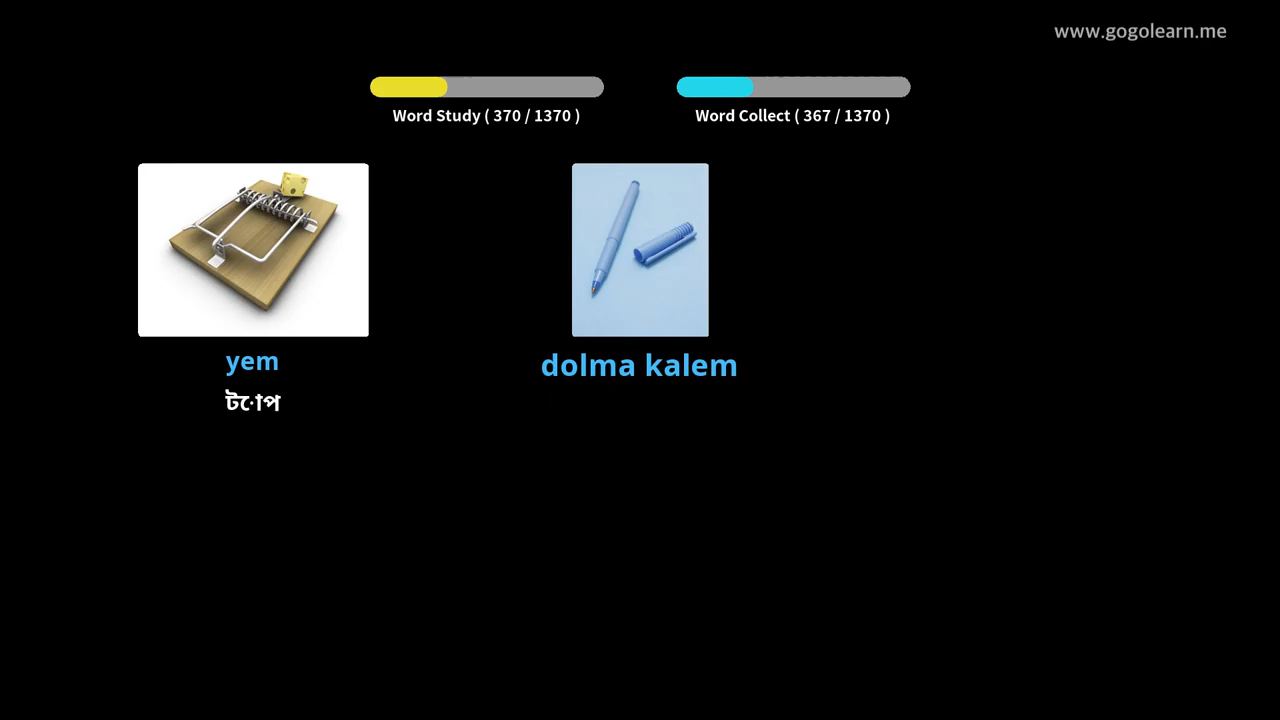 www.gogolearn.me
Word Study ( 370 / 1370 )
Word Collect ( 367 / 1370 )
yem
টোপ
dolma kalem